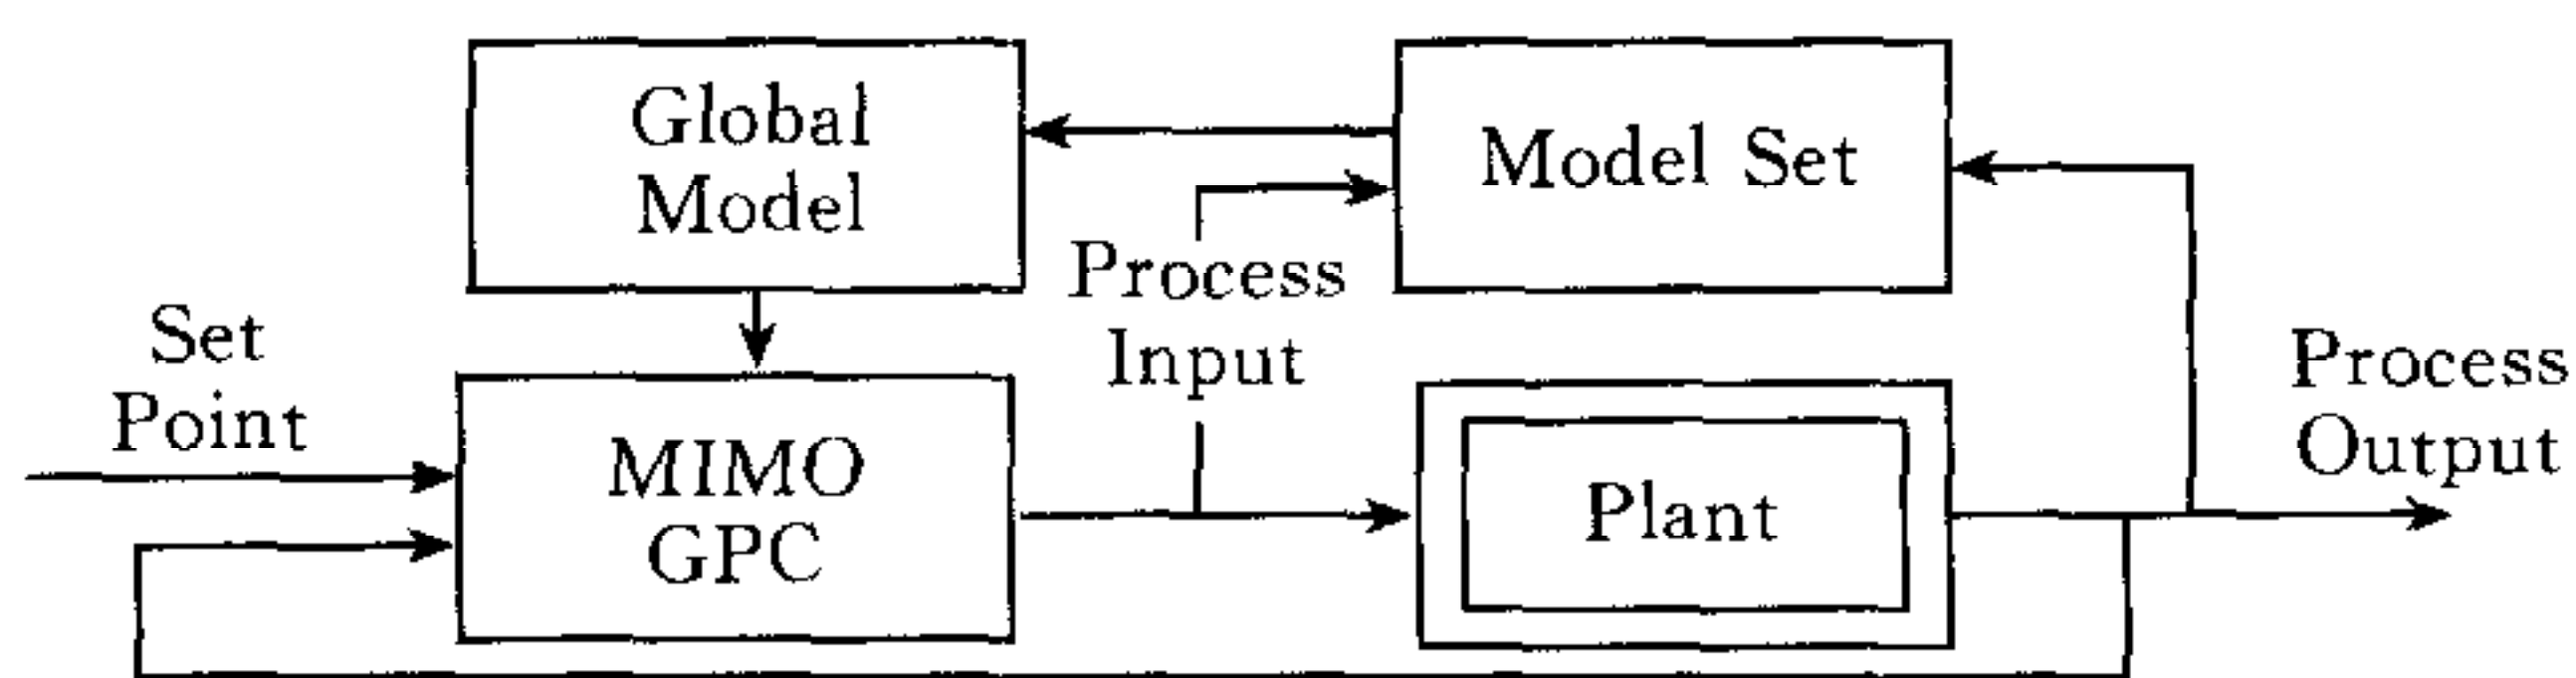 Global
Model
Model Set
Process
Input
Set
Point
MIMO
GPC
Plant
Process
Output